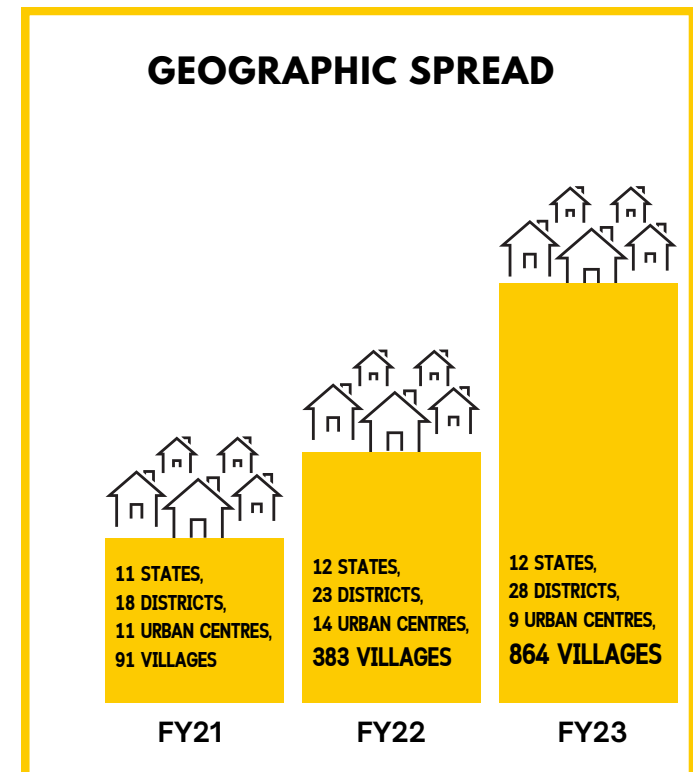 GEOGRAPHIC SPREAD
11 STATES,
18 DISTRICTS,
11 URBAN CENTRES,
91 VILLAGES
12 STATES,
23 DISTRICTS,
14 URBAN CENTRES,
383 VILLAGES
12 STATES,
28 DISTRICTS,
9 URBAN CENTRES,
864 VILLAGES
FY21
FY22
FY23